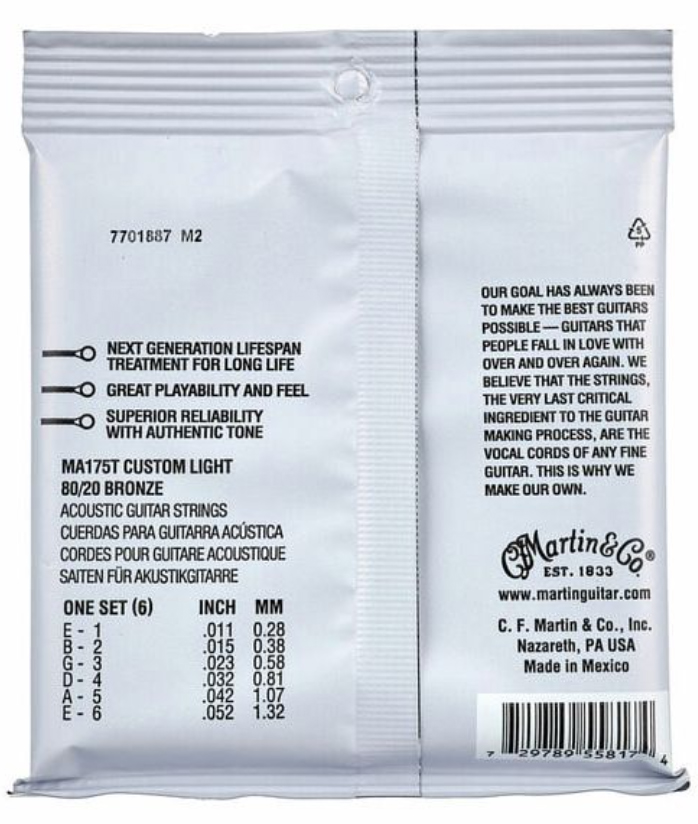 7701887 M2
NEXT GENERATION LIFESPAN
TREATMENT FOR LONG LIFE
GREAT PLAYABILITY AND FEEL
SUPERIOR RELIABILITY
WITH AUTHENTIC TONE
MA175T CUSTOM LIGHT
80/20 BRONZE
ACOUSTIC GUITAR STRINGS
CUERDAS PARA GUITARRA ACÚSTICA
CORDES POUR GUITARE ACOUSTIQUE
SAITEN FÜR AKUSTIKGITARRE
ONE SET (6) INCH MM
E - 1 .011 0.28
B - 2 .015 0.38
G - 3 .023 0.58
D - 4 .032 0.81
A - 5 .042 1.07
E - 6 .052 1.32
5
PP
OUR GOAL HAS ALWAYS BEEN
TO MAKE THE BEST GUITARS
POSSIBLE — GUITARS THAT
PEOPLE FALL IN LOVE WITH
OVER AND OVER AGAIN. WE
BELIEVE THAT THE STRINGS,
THE VERY LAST CRITICAL
INGREDIENT TO THE GUITAR
MAKING PROCESS, ARE THE
VOCAL CORDS OF ANY FINE
GUITAR. THIS IS WHY WE
MAKE OUR OWN.
CF Martin & Co.®
EST. 1833
www.martinguitar.com
C. F. Martin & Co., Inc.
Nazareth, PA USA
Made in Mexico
7 29789 55817 4